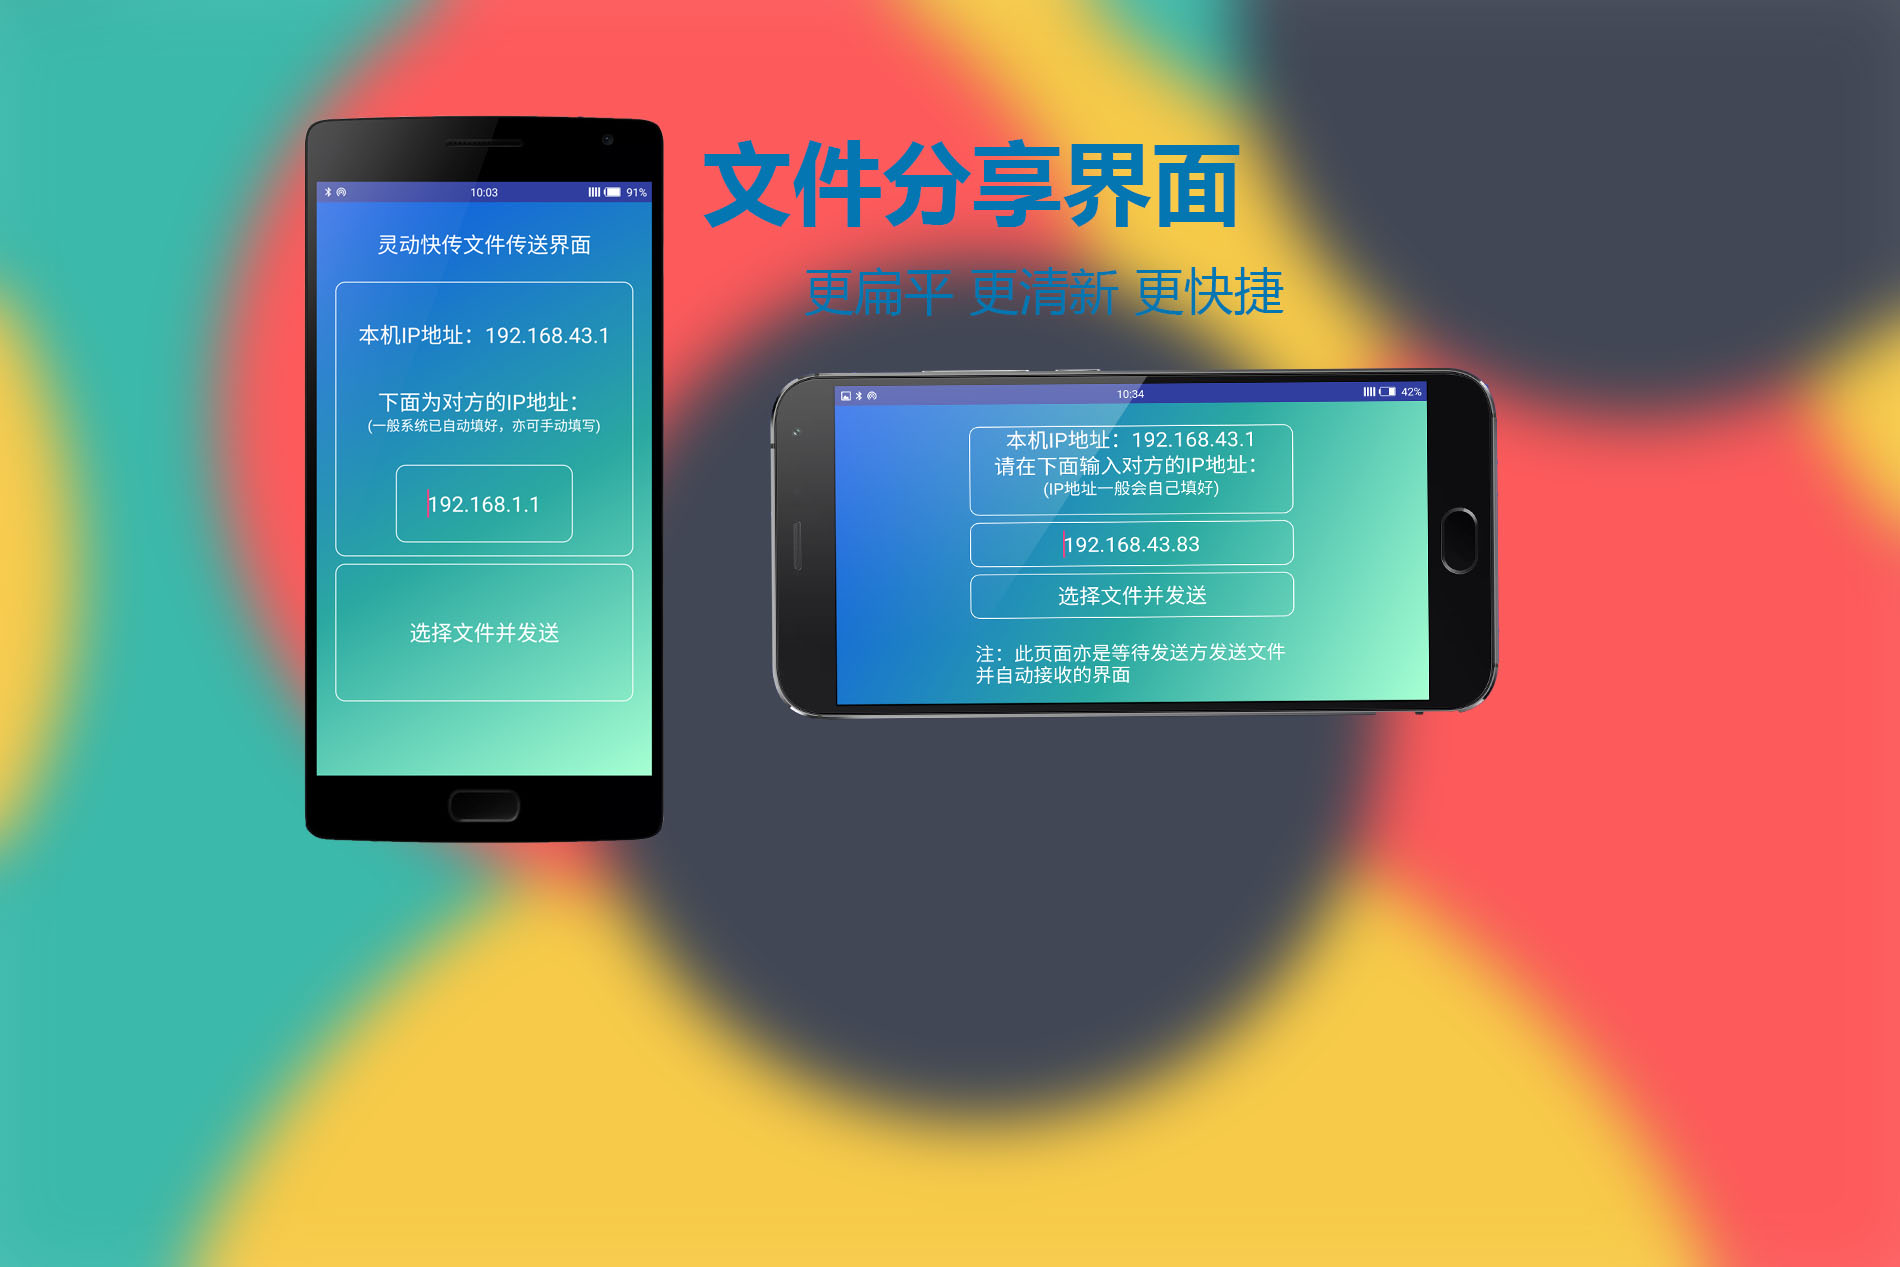 文件分享界面
更扁平 更清新 更快捷
10:03
91%
灵动快传文件传送界面
本机IP地址：192.168.43.1
下面为对方的IP地址：
(一般系统已自动填好，亦可手动填写)
192.168.1.1
选择文件并发送
10:34
42%
本机IP地址：192.168.43.1
请在下面输入对方的IP地址：
(IP地址一般会自己填好)
192.168.43.83
选择文件并发送
注：此页面亦是等待发送方发送文件
并自动接收的界面